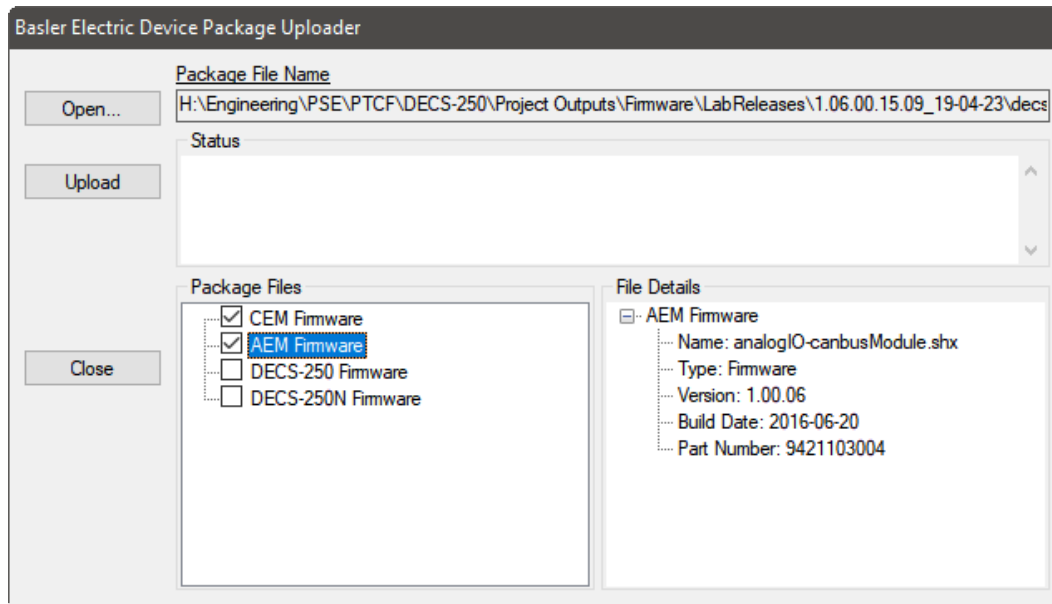 Basler Electric Device Package Uploader
Package File Name
Open...
H:\Engineering\PSE\PTCF\DECS-250\Project Outputs\Firmware\LabReleases\1.06.00.15.09_19-04-23\decs
Status
Upload
Package Files
CEM Firmware
AEM Firmware
DECS-250 Firmware
DECS-250N Firmware
Close
File Details
AEM Firmware
Name: analogIO-canbusModule.shx
Type: Firmware
Version: 1.00.06
Build Date: 2016-06-20
Part Number: 9421103004